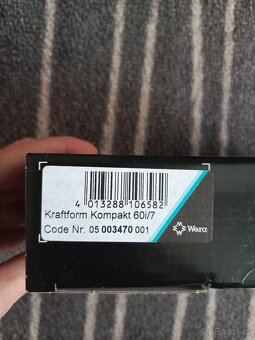 4 013288 106582
Kraftform Kompakt 60i/7
Code Nr. 05 003470 001
Wera